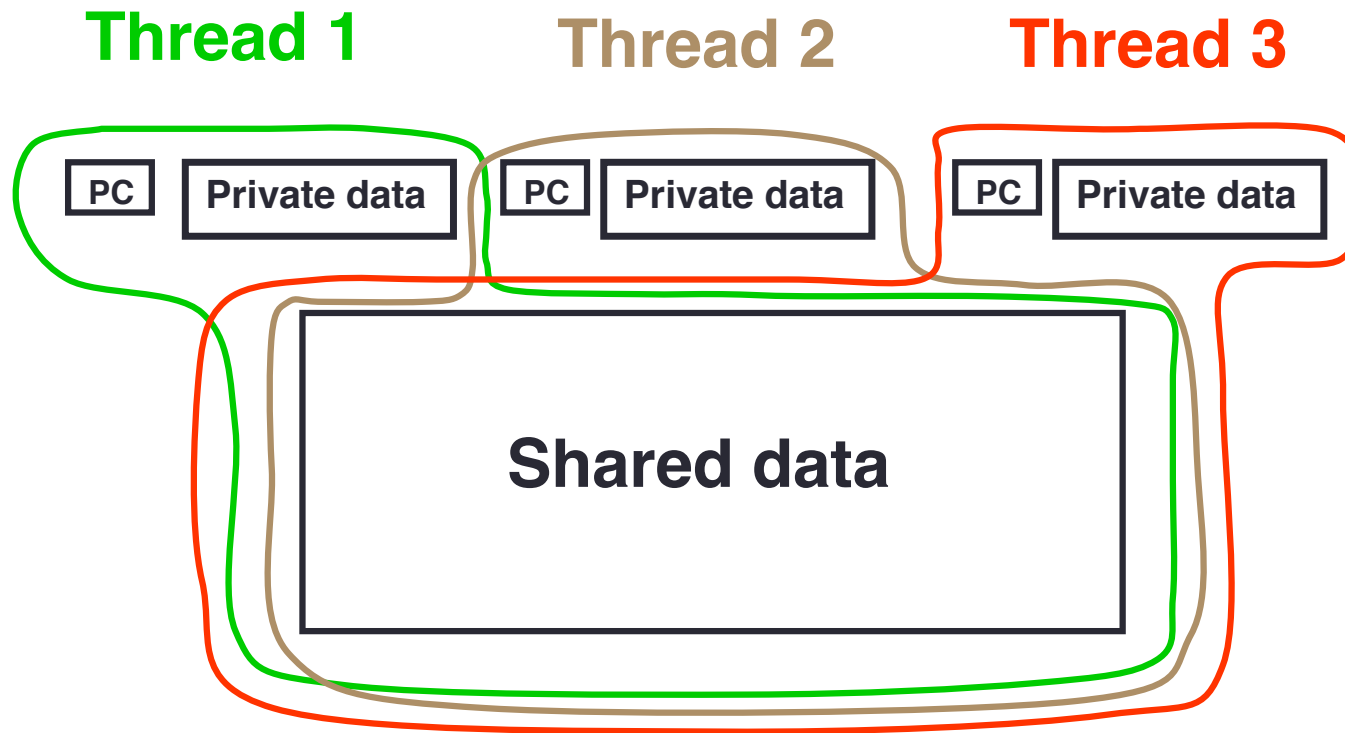 Thread 1 Thread 2 Thread 3
PC Private data PC Private data PC Private data
Shared data